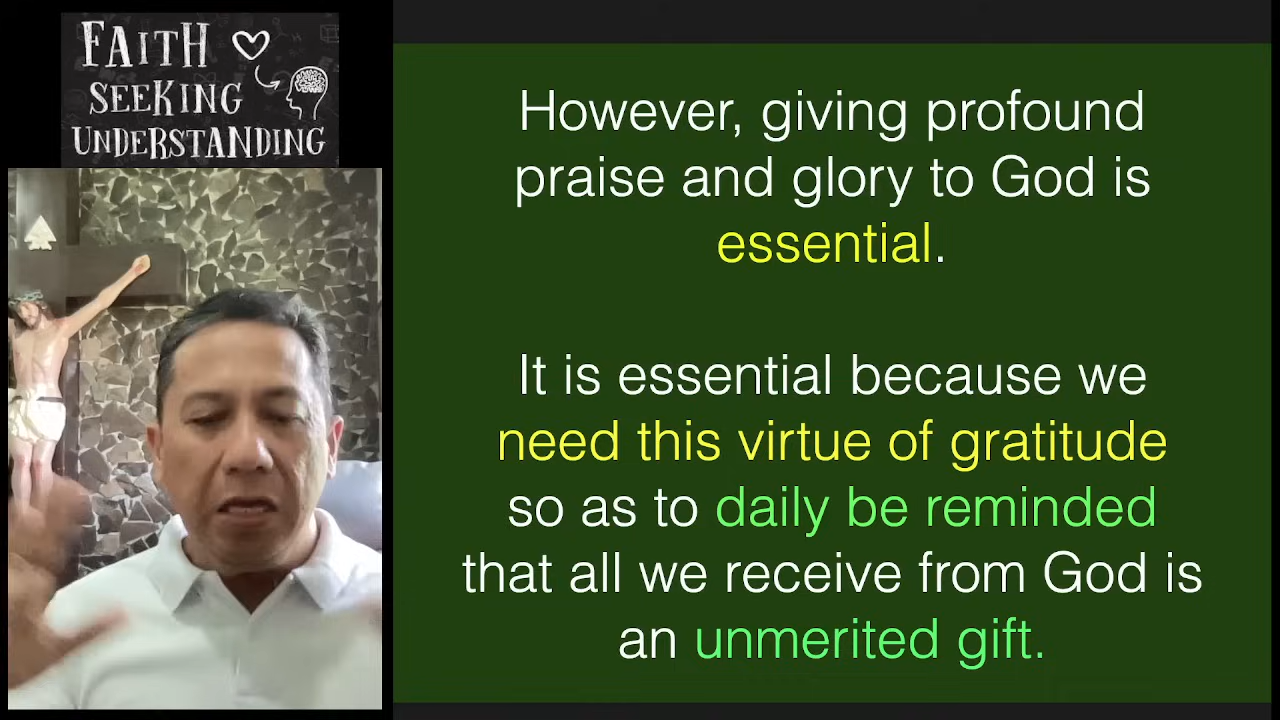 FAITH
SEEKING
UNDERSTANDING
However, giving profound
praise and glory to God is
essential.
It is essential because we
need this virtue of gratitude
so as to daily be reminded
that all we receive from God is
an unmerited gift.